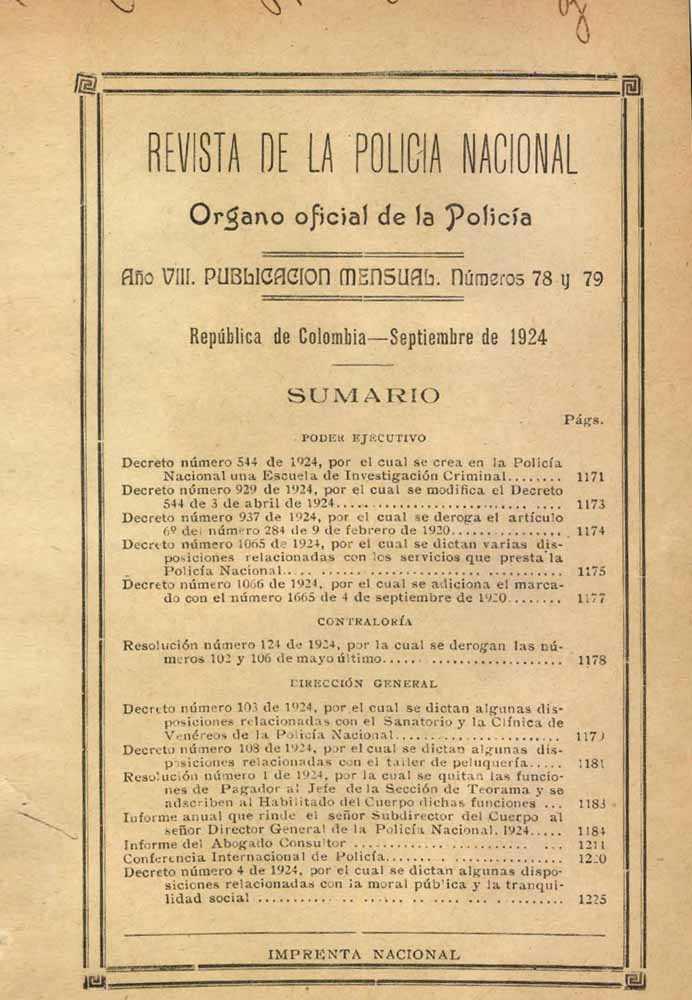 REVISTA DE LA POLICIA NACIONAL
Organo oficial de la Policía
Año VIII. PUBLICACION MENSUAL. Números 78 y 79
República de Colombia—Septiembre de 1924
SUMARIO
Págs.
PODER EJECUTIVO
Decreto número 544 de 1924, por el cual se crea en la Policía
Nacional una Escuela de Investigación Criminal........ 1171
Decreto número 929 de 1924, por el cual se modifica el Decreto
544 de 3 de abril de 1924.................................. 1173
Decreto número 937 de 1924, por el cual se deroga el artículo
6º del número 284 de 9 de febrero de 1920................ 1174
Decreto número 1065 de 1924, por el cual se dictan varias dis-
posiciones relacionadas con los servicios que presta la
Policía Nacional.......................................... 1175
Decreto número 1066 de 1924, por el cual se adiciona el marca-
do con el número 1665 de 4 de septiembre de 1920........ 1177
CONTRALORÍA
Resolución número 124 de 1924, por la cual se derogan las nú-
meros 102 y 106 de mayo último........................... 1178
DIRECCIÓN GENERAL
Decreto número 103 de 1924, por el cual se dictan algunas dis-
posiciones relacionadas con el Sanatorio y la Clínica de
Venéreos de la Policía Nacional........................
Decreto número 108 de 1924, por el cual se dictan algunas dis-
posiciones relacionadas con el taller de peluquería..... 1181
Resolución número 1 de 1924, por la cual se quitan las funcio-
nes de Pagador al Jefe de la Sección de Teorama y se
adscriben al Habilitado del Cuerpo dichas funciones ... 1183
Informe anual que rinde el señor Subdirector del Cuerpo al
señor Director General de la Policía Nacional. 1924..... 1184
Informe del Abogado Consultor ............................ 1211
Conferencia Internacional de Policía......................
Decreto número 4 de 1924, por el cual se dictan algunas dispo-
siciones relacionadas con la moral pública y la tranqui-
lidad social ............................................. 1225
IMPRENTA NACIONAL